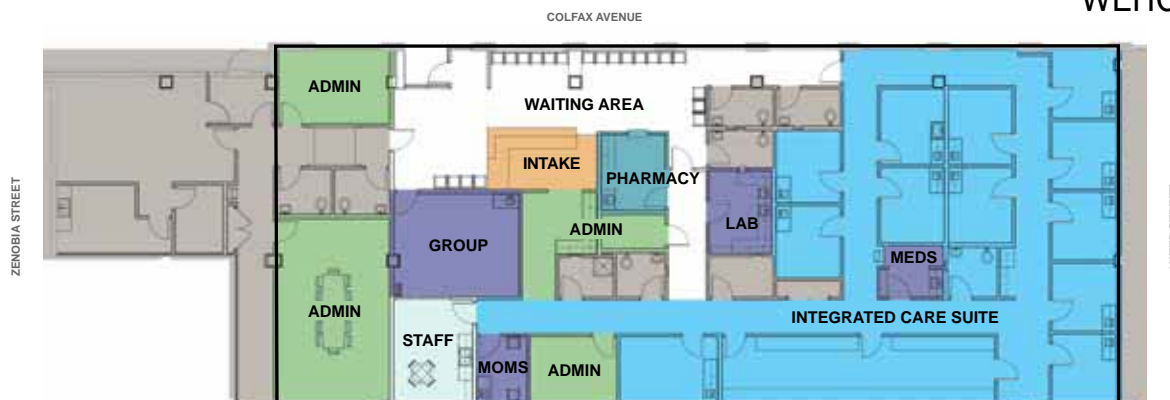 COLFAX AVENUE
ADMIN
WAITING AREA
INTAKE
PHARMACY
ZENOBIA STREET
GROUP
ADMIN
LAB
MEDS
ADMIN
INTEGRATED CARE SUITE
STAFF
MOMS
ADMIN